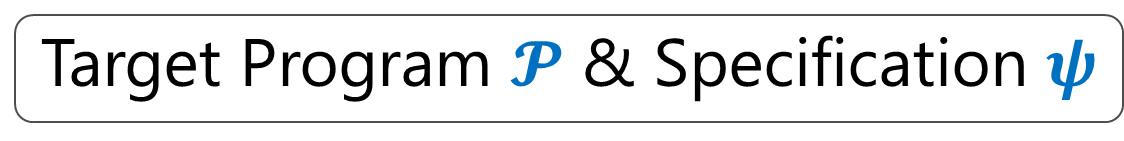 Target Program 𝓟 & Specification 𝝍